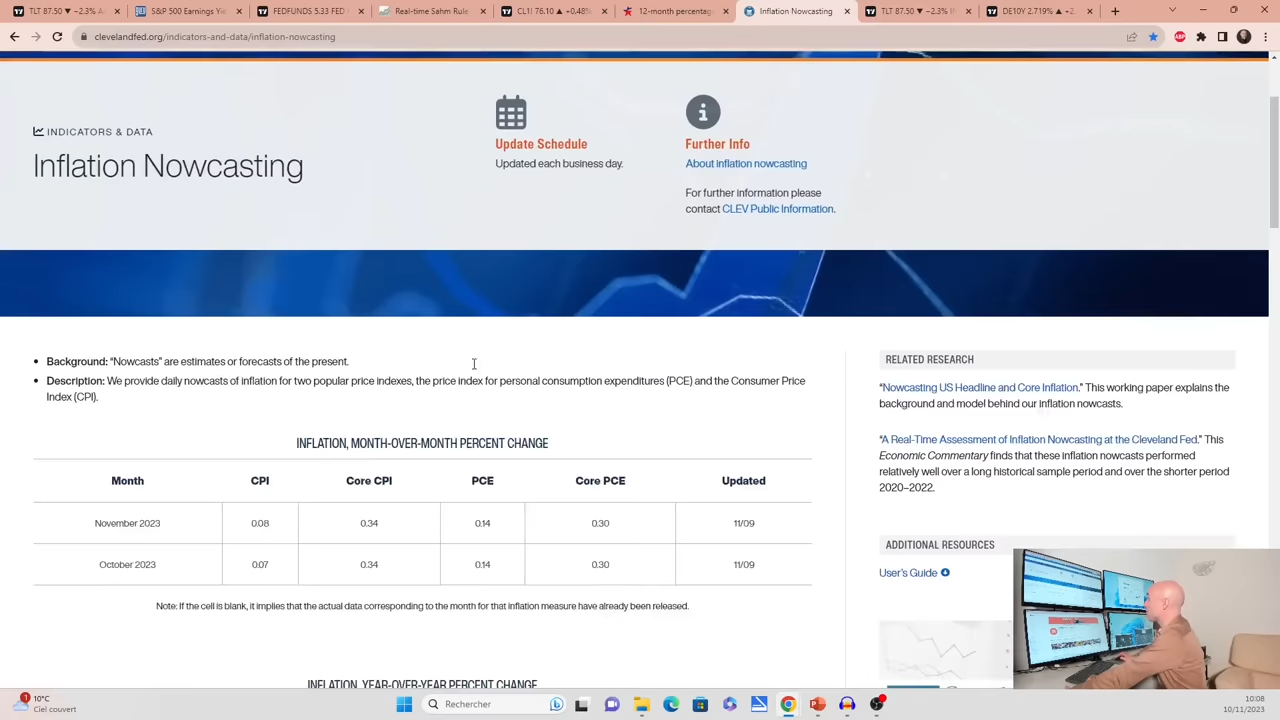 S&P 500 Earnings Yie
FEDFUNDS 5.33 FED
Real-time Sahm Rule
CL1! 76.10 ▲ +0.48%
12-month percentag
Inflation Nowcasting
TLT 87.50 ▼ −2.3% (F
DE10Y 2.719% ▲ +2.
clevelandfed.org/indicators-and-data/inflation-nowcasting
ABP
INDICATORS & DATA
Inflation Nowcasting
Update Schedule
Updated each business day.
Further Info
About inflation nowcasting
For further information please
contact CLEV Public Information.
• Background: “Nowcasts” are estimates or forecasts of the present.
• Description: We provide daily nowcasts of inflation for two popular price indexes, the price index for personal consumption expenditures (PCE) and the Consumer Price
Index (CPI).
INFLATION, MONTH-OVER-MONTH PERCENT CHANGE
Month CPI Core CPI PCE Core PCE Updated
November 2023 0.08 0.34 0.14 0.30 11/09
October 2023 0.07 0.34 0.14 0.30 11/09
Note: If the cell is blank, it implies that the actual data corresponding to the month for that inflation measure have already been released.
INFLATION, YEAR-OVER-YEAR PERCENT CHANGE
RELATED RESEARCH
“Nowcasting US Headline and Core Inflation.” This working paper explains the
background and model behind our inflation nowcasts.
“A Real-Time Assessment of Inflation Nowcasting at the Cleveland Fed.” This
Economic Commentary finds that these inflation nowcasts performed
relatively well over a long historical sample period and over the shorter period
2020–2022.
ADDITIONAL RESOURCES
User’s Guide
1
10°C
Ciel couvert
Rechercher
10:08
10/11/2023